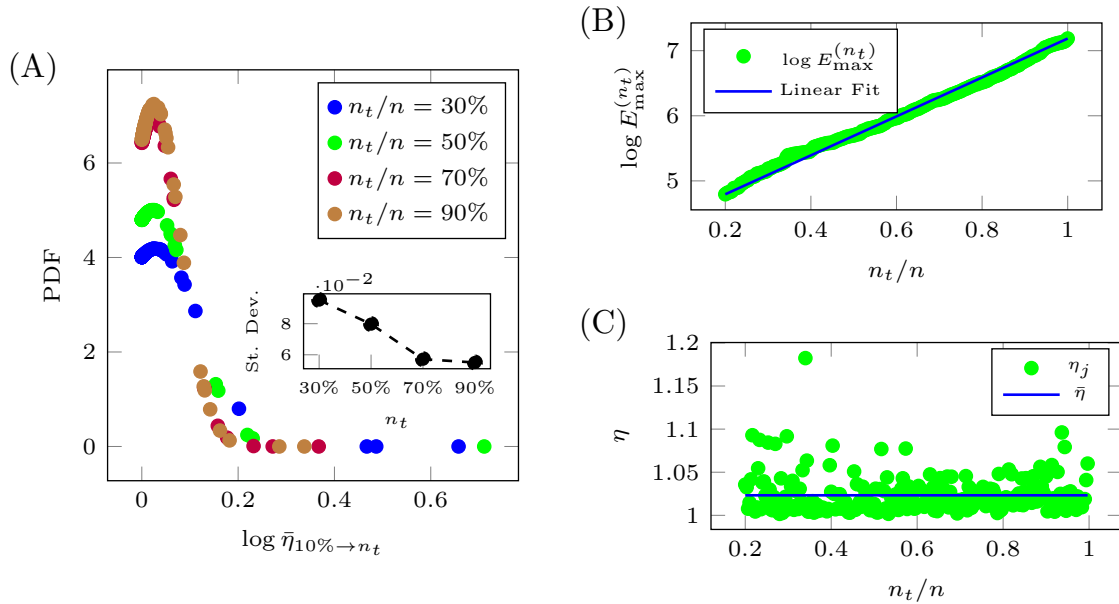 (A)
PDF
0
2
4
6
0
0.2
0.4
0.6
log η̄10%→nt
nt/n = 30%
nt/n = 50%
nt/n = 70%
nt/n = 90%
·10−2
St. Dev.
8
6
30% 50% 70% 90%
nt
(B)
log Emax(nt)
7
6
5
0.2 0.4 0.6 0.8 1
nt/n
log Emax(nt)
Linear Fit
(C)
η
1.2
1.15
1.1
1.05
1
0.2 0.4 0.6 0.8 1
nt/n
ηj
η̄